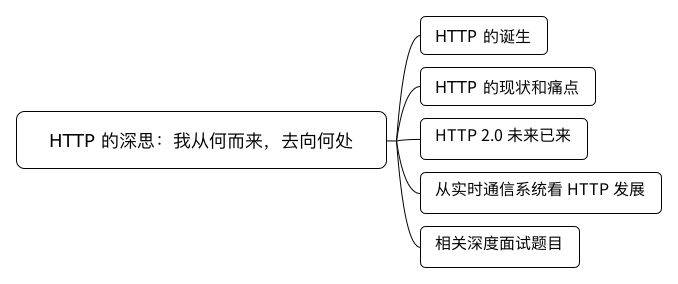 HTTP 的深思：我从何而来，去向何处
HTTP 的诞生
HTTP 的现状和痛点
HTTP 2.0 未来已来
从实时通信系统看 HTTP 发展
相关深度面试题目